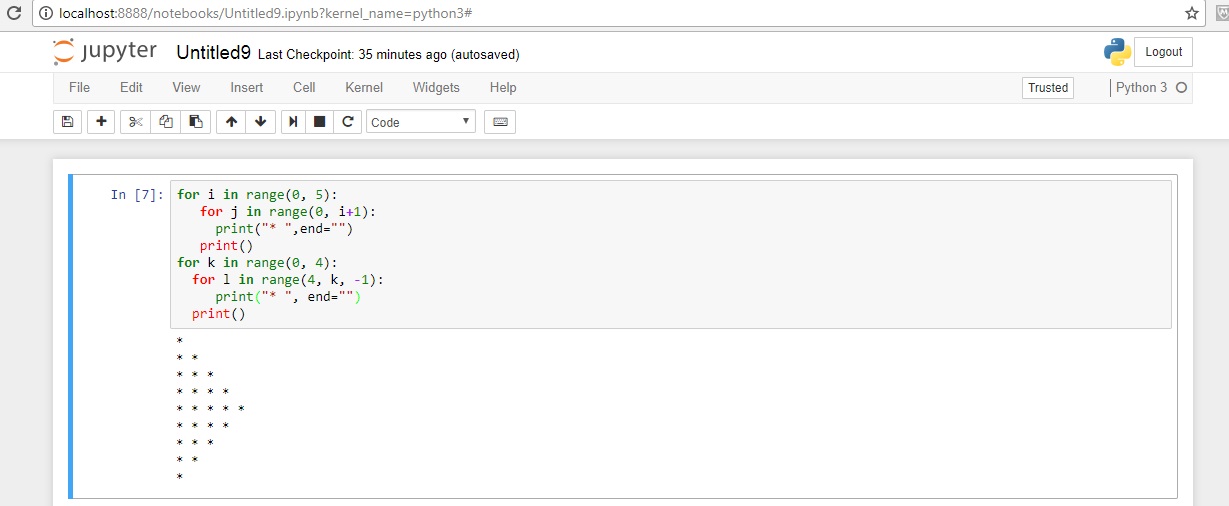 localhost:8888/notebooks/Untitled9.ipynb?kernel_name=python3#
jupyter Untitled9 Last Checkpoint: 35 minutes ago (autosaved) Logout
File Edit View Insert Cell Kernel Widgets Help Trusted Python 3
Code
In [7]: for i in range(0, 5):
   for j in range(0, i+1):
     print("* ",end="")
   print()
for k in range(0, 4):
  for l in range(4, k, -1):
     print("* ", end="")
  print()
*
* *
* * *
* * * *
* * * * *
* * * *
* * *
* *
*